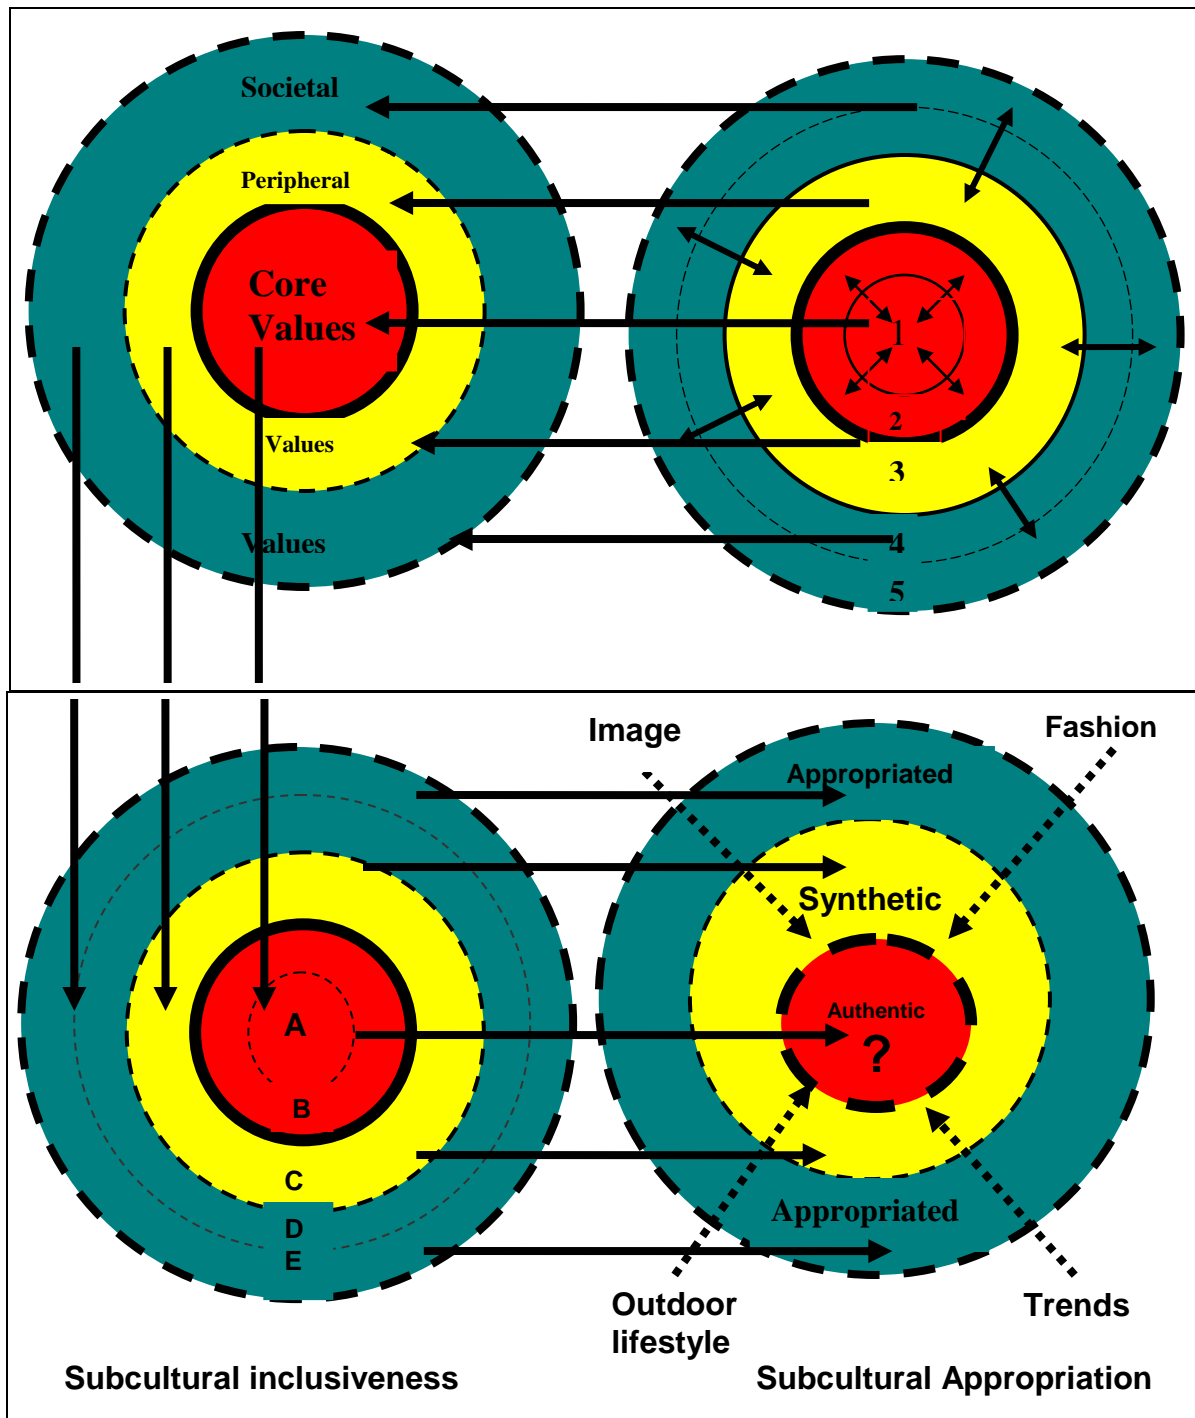 Societal
Peripheral
Core
Values
Values
Values
1
2
3
4
5
Image
Fashion
Appropriated
Synthetic
Authentic
?
A
B
C
D
E
Appropriated
Outdoor
lifestyle
Trends
Subcultural inclusiveness
Subcultural Appropriation